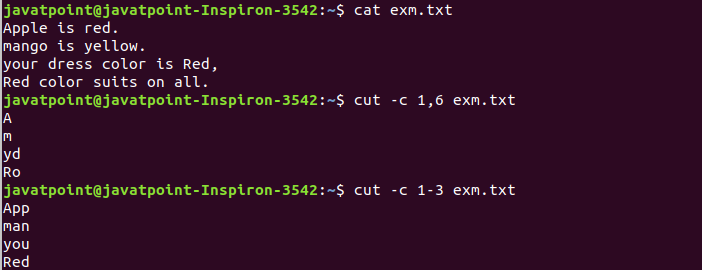 javatpoint@javatpoint-Inspiron-3542:~$ cat exm.txt
Apple is red.
mango is yellow.
your dress color is Red,
Red color suits on all.
javatpoint@javatpoint-Inspiron-3542:~$ cut -c 1,6 exm.txt
A
m
yd
Ro
javatpoint@javatpoint-Inspiron-3542:~$ cut -c 1-3 exm.txt
App
man
you
Red